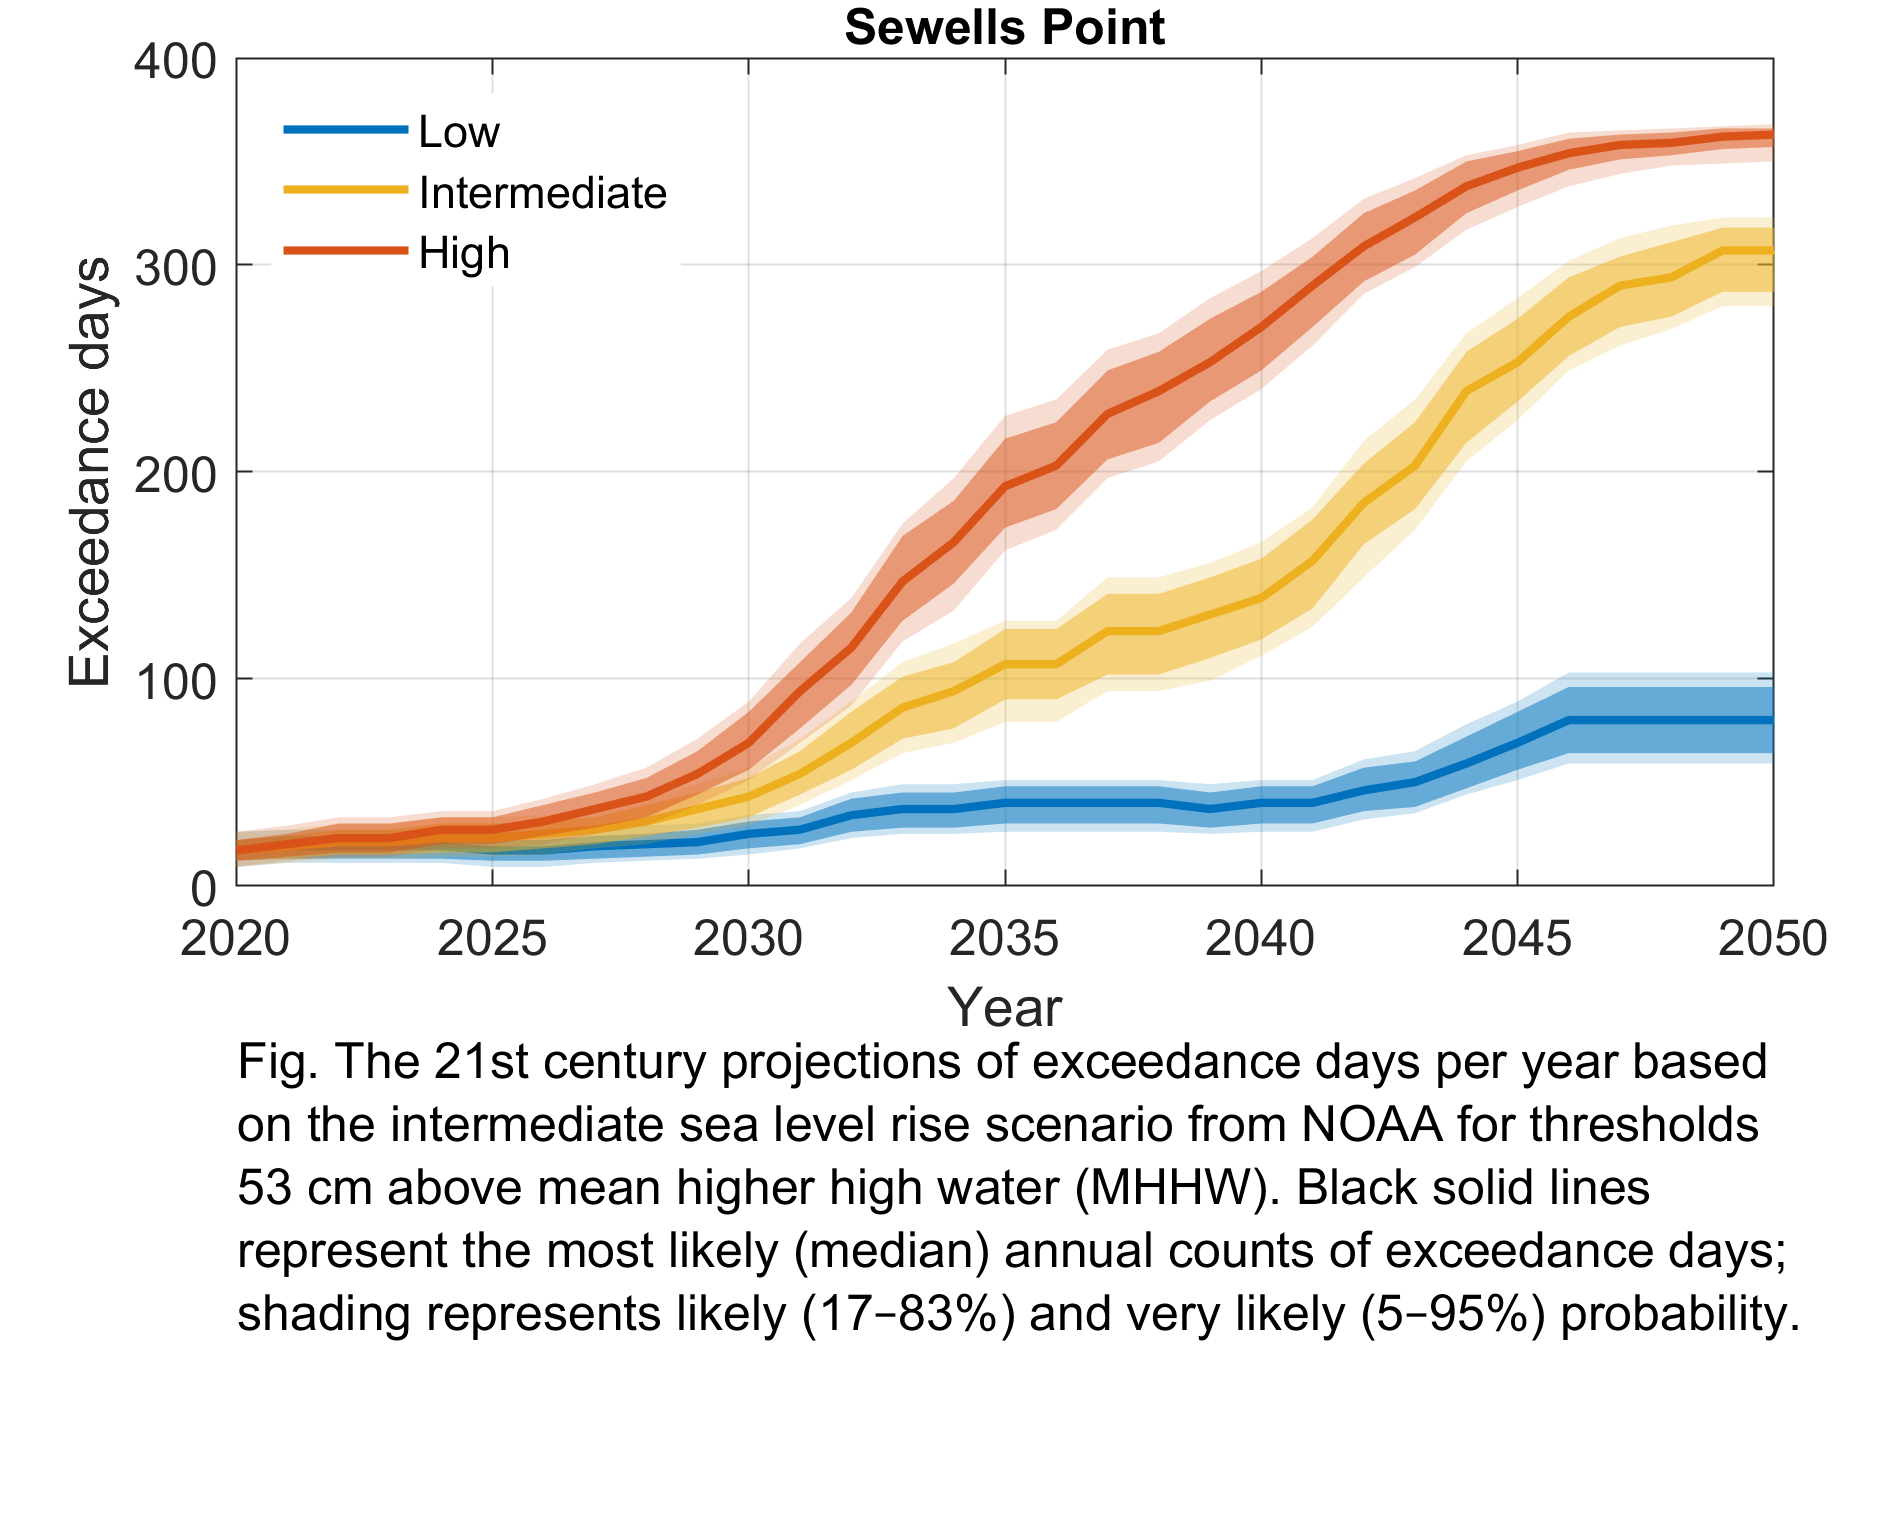 Sewells Point
400
300
200
100
0
Exceedance days
Low
Intermediate
High
2020 2025 2030 2035 2040 2045 2050
Year
Fig. The 21st century projections of exceedance days per year based
on the intermediate sea level rise scenario from NOAA for thresholds
53 cm above mean higher high water (MHHW). Black solid lines
represent the most likely (median) annual counts of exceedance days;
shading represents likely (17–83%) and very likely (5–95%) probability.